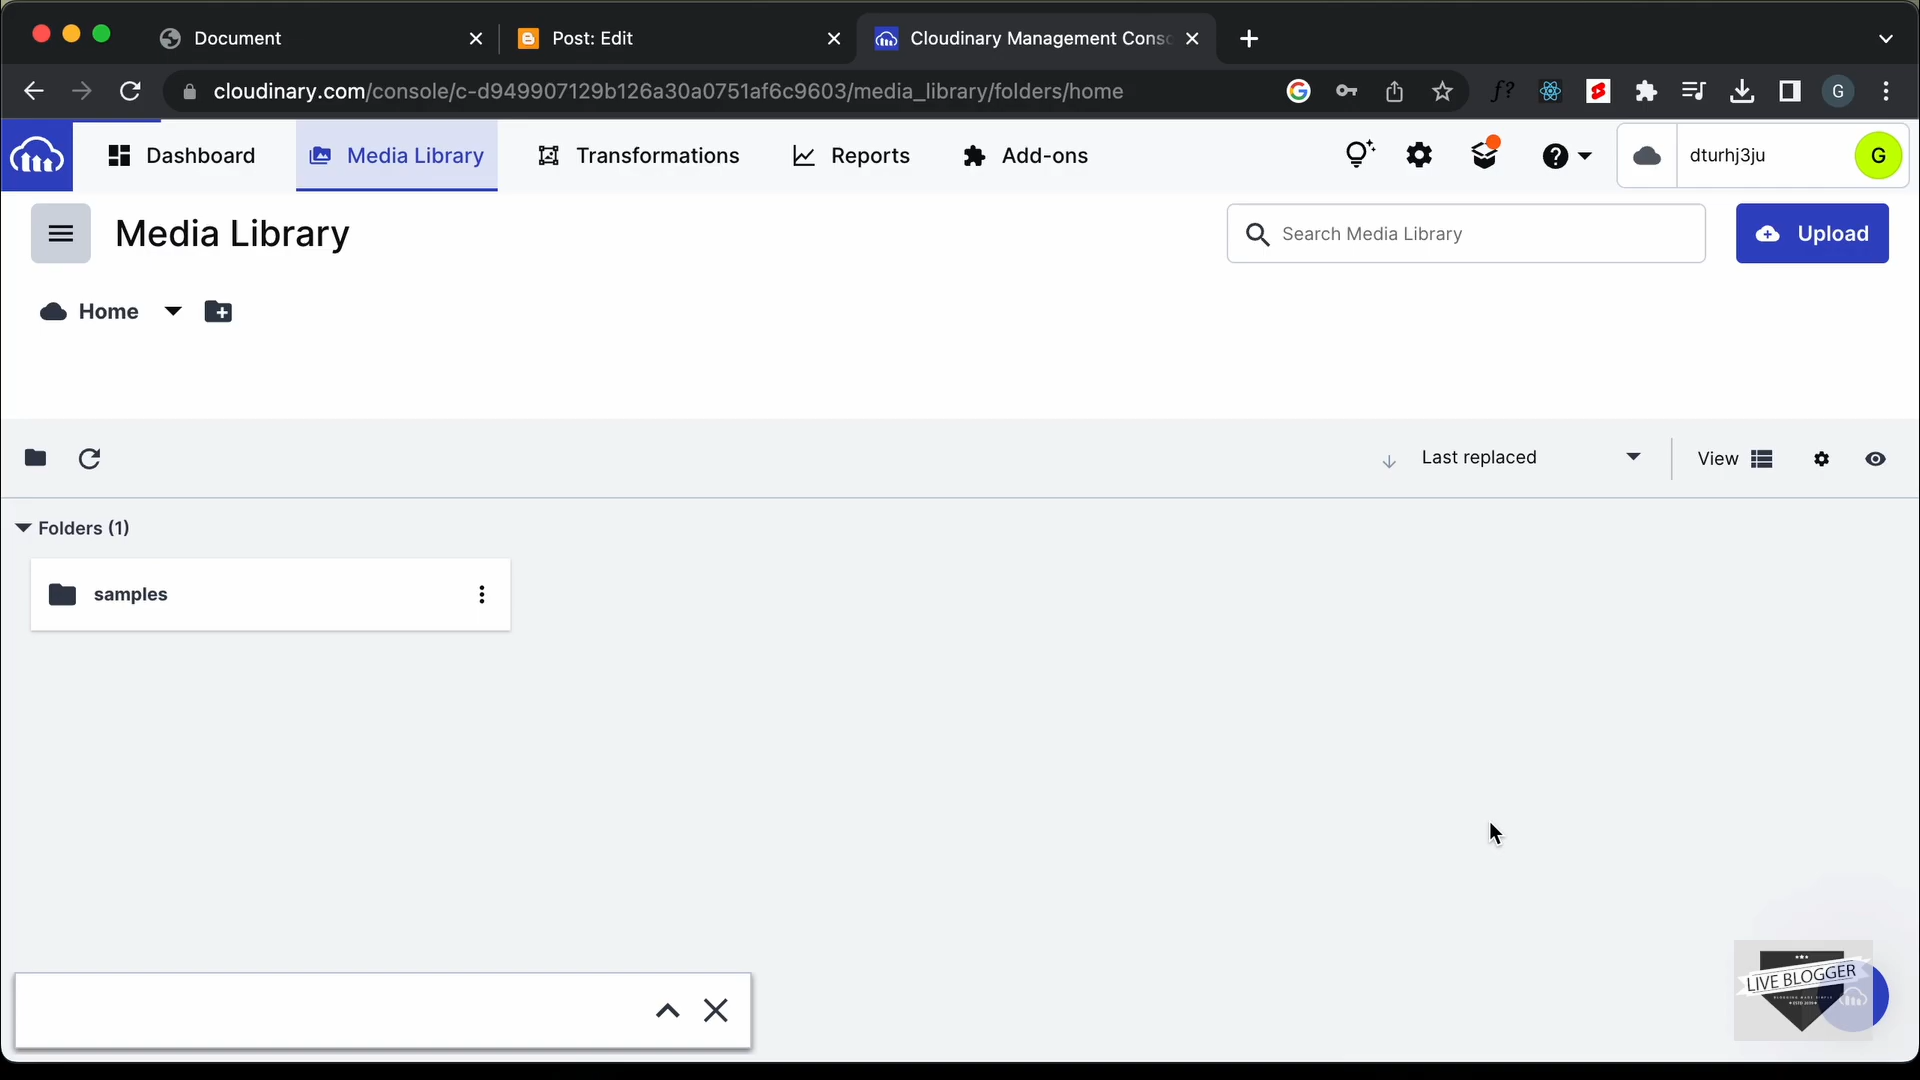 Document
Post: Edit
Cloudinary Management Conso
cloudinary.com/console/c-d949907129b126a30a0751af6c9603/media_library/folders/home
G
Dashboard
Media Library
Transformations
Reports
Add-ons
dturhj3ju
G
Media Library
Search Media Library
Upload
Home
Last replaced
View
Folders (1)
samples
LIVE BLOGGER